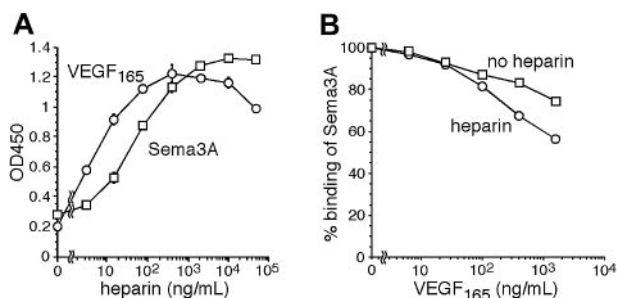 A
1.4
1.2
1
0.8
0.6
0.4
0.2
0
OD450
VEGF165
Sema3A
0 10 10² 10³ 10⁴ 10⁵
heparin (ng/mL)
B
100
80
60
40
20
0
% binding of Sema3A
no heparin
heparin
0 10 10² 10³ 10⁴
VEGF165 (ng/mL)